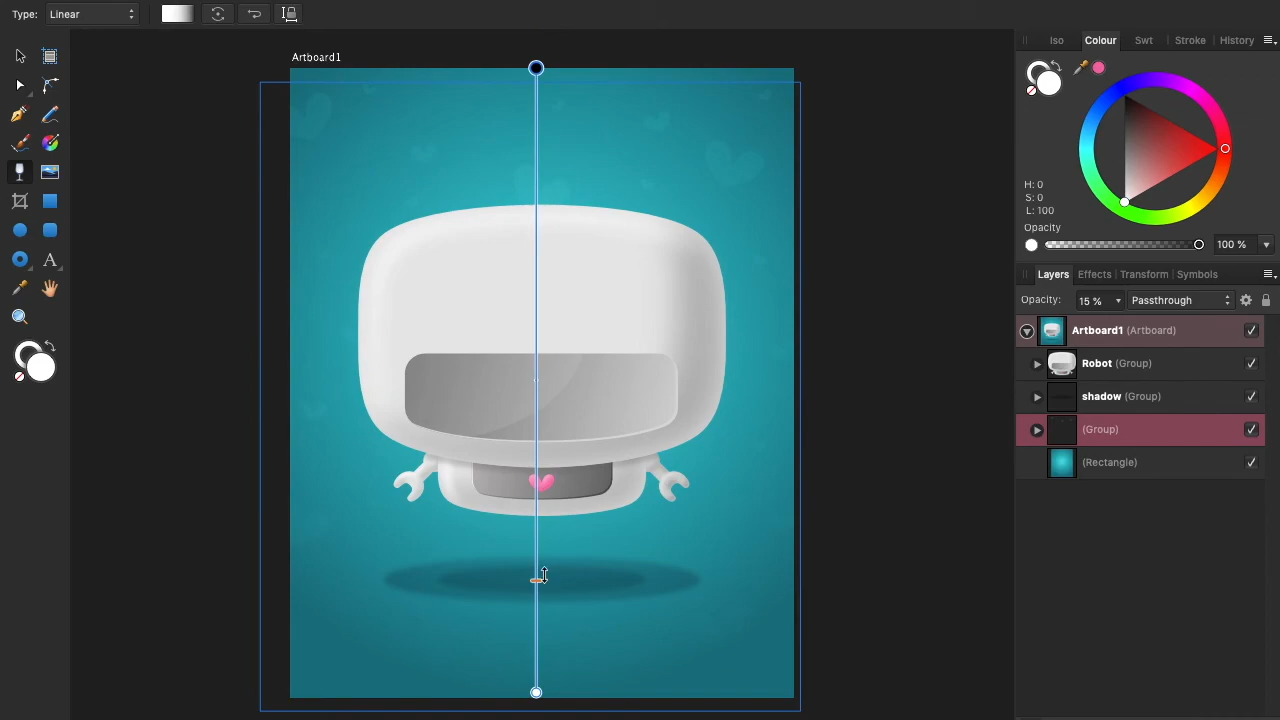 Type: Linear
Artboard1
Iso Colour Swt Stroke History
H: 0
S: 0
L: 100
Opacity
100 %
Layers Effects Transform Symbols
Opacity: 15 % Passthrough
Artboard1 (Artboard)
Robot (Group)
shadow (Group)
(Group)
(Rectangle)
A